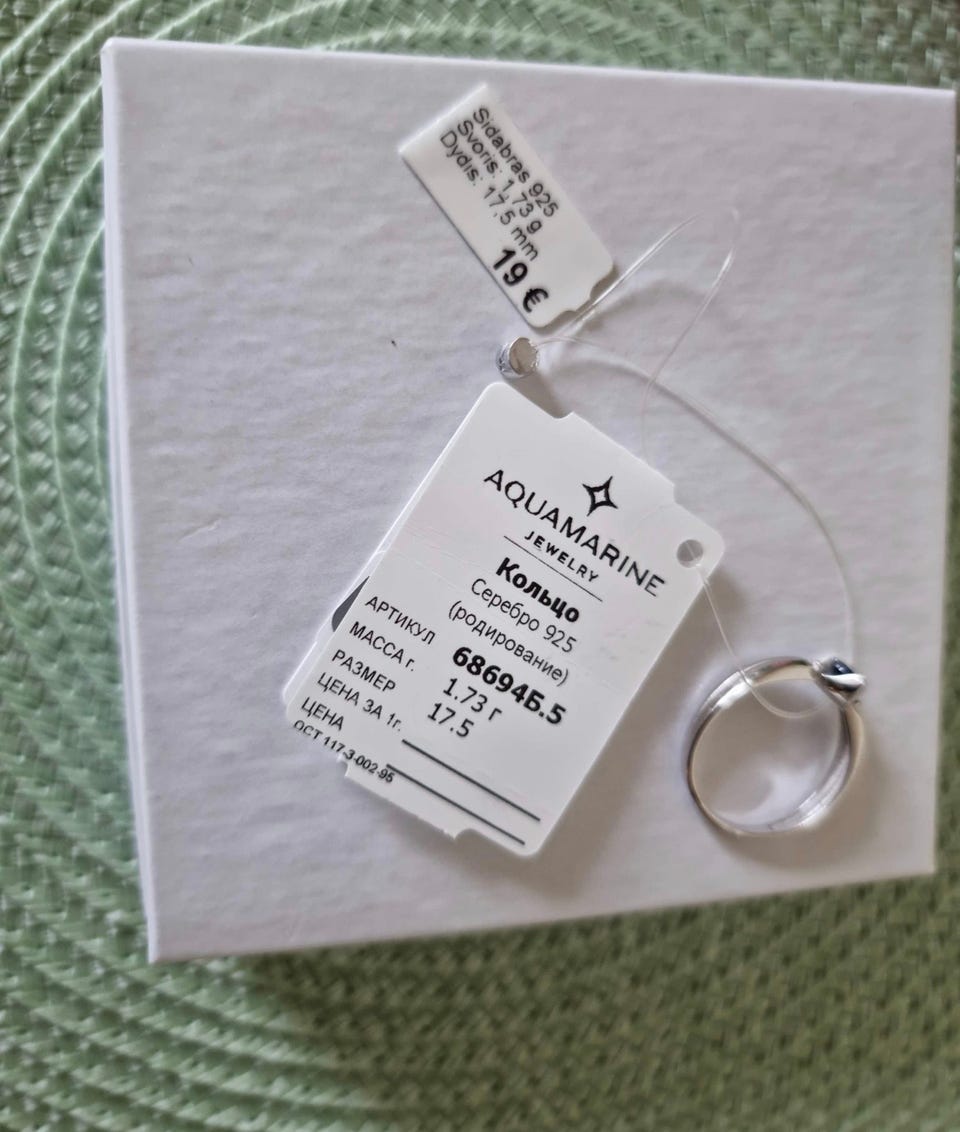 Sidabras 925
Svoris: 1,73 g
Dydis: 17.5 mm
19 €
AQUAMARINE
JEWELRY
Кольцо
Серебро 925
(родирование)
АРТИКУЛ 68694Б.5
МАССА г. 1.73 г
РАЗМЕР 17.5
ЦЕНА ЗА 1г.
ЦЕНА
ОСТ 117-3-002-95